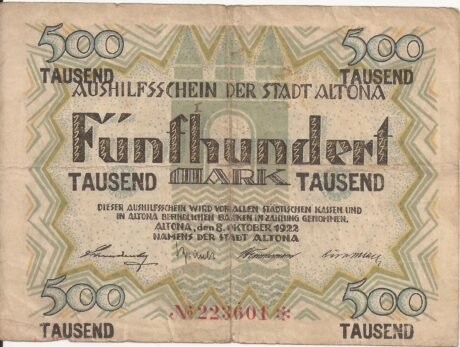 500 500
TAUSEND TAUSEND
AUSHILFSSCHEIN DER STADT ALTONA
Fünfhundert
TAUSEND MARK TAUSEND
DIESER AUSHILFSSCHEIN WIRD VON ALLEN STÄDTISCHEN KASSEN UND
IN ALTONA BEFINDLICHEN BANKEN IN ZAHLUNG GENOMMEN.
ALTONA, den 8. OKTOBER 1922
NAMENS DER STADT ALTONA
500 500
№ 223601 *
TAUSEND TAUSEND